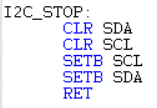 I2C_STOP:
CLR SDA
CLR SCL
SETB SCL
SETB SDA
RET